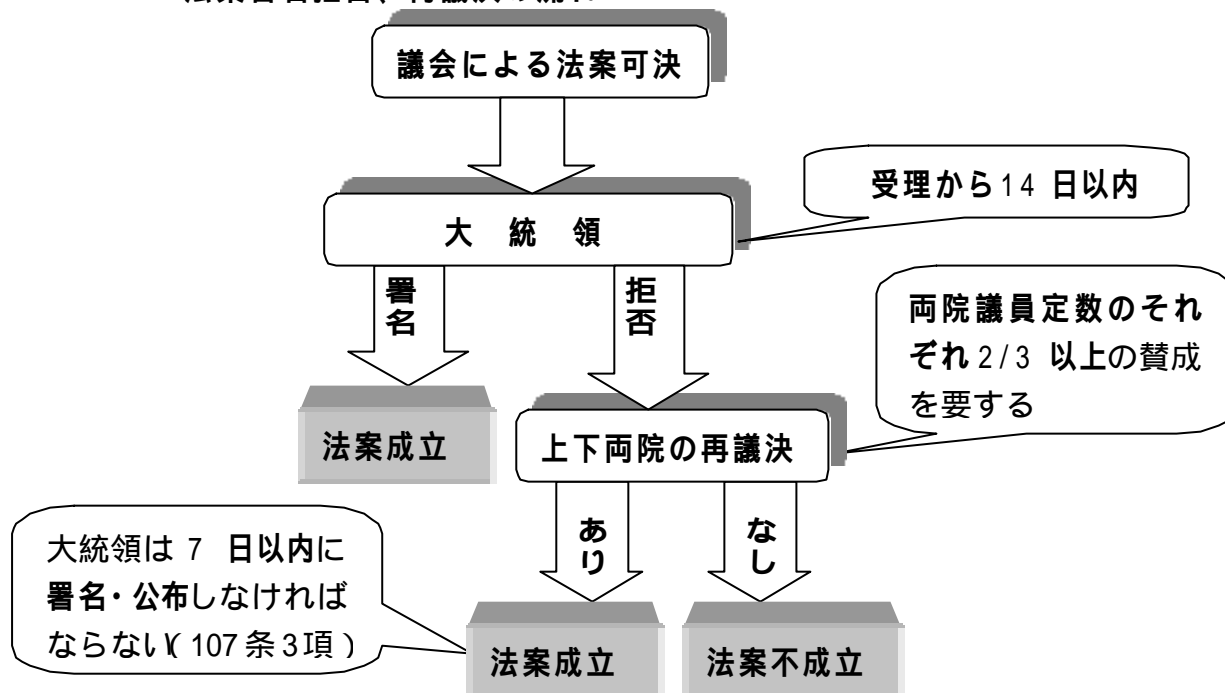 議会による法案可決
受理から14 日以内
大 統 領
署名
拒否
両院議員定数のそれ
ぞれ 2/3 以上の賛成
を要する
法案成立
上下両院の再議決
あり
なし
大統領は 7 日以内に
署名・公布しなければ
ならない(107条3項)
法案成立
法案不成立